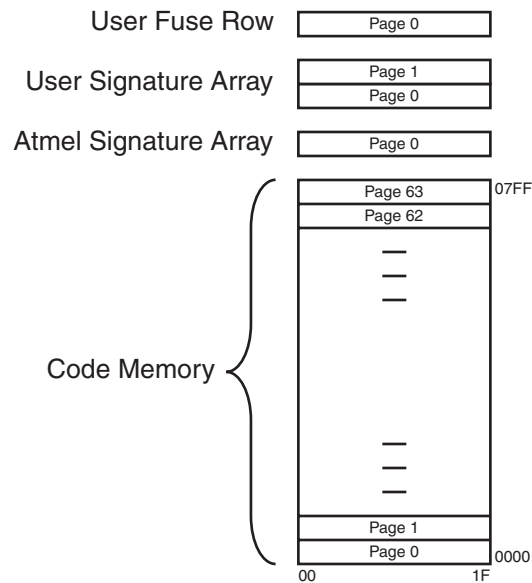 User Fuse Row
Page 0
User Signature Array
Page 1
Page 0
Atmel Signature Array
Page 0
Code Memory
Page 63
07FF
Page 62
Page 1
Page 0
0000
00
1F